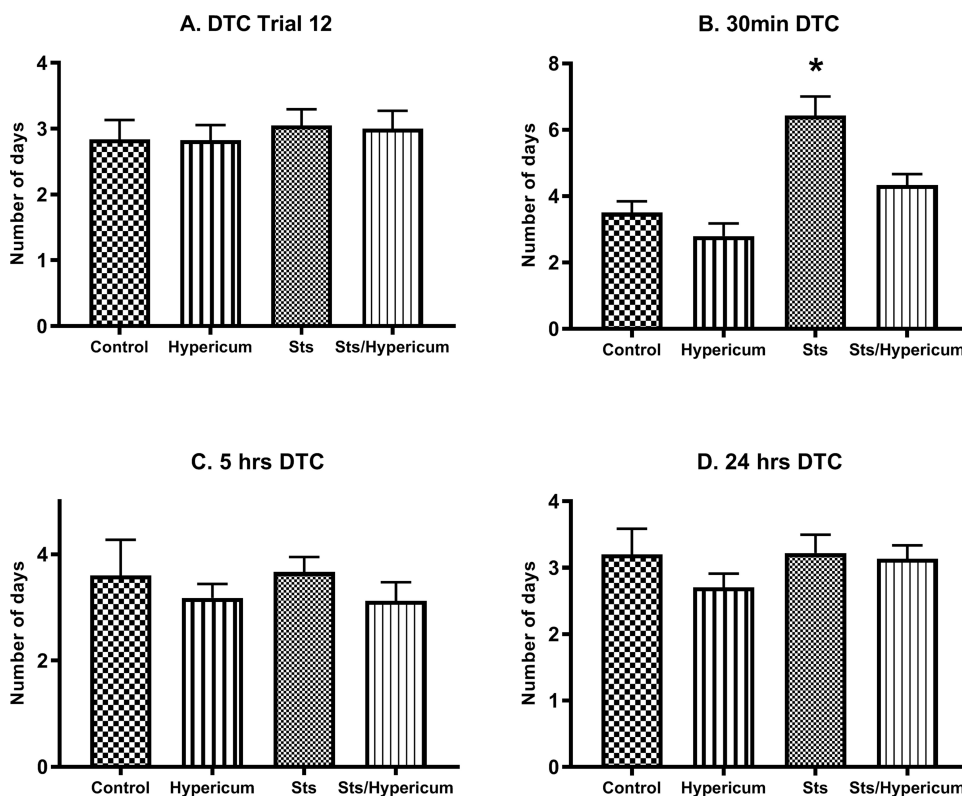 A. DTC Trial 12
Number of days
4
3
2
1
0
Control Hypericum Sts Sts/Hypericum
B. 30min DTC
*
Number of days
8
6
4
2
0
Control Hypericum Sts Sts/Hypericum
C. 5 hrs DTC
Number of days
4
2
0
Control Hypericum Sts Sts/Hypericum
D. 24 hrs DTC
Number of days
4
3
2
1
0
Control Hypericum Sts Sts/Hypericum